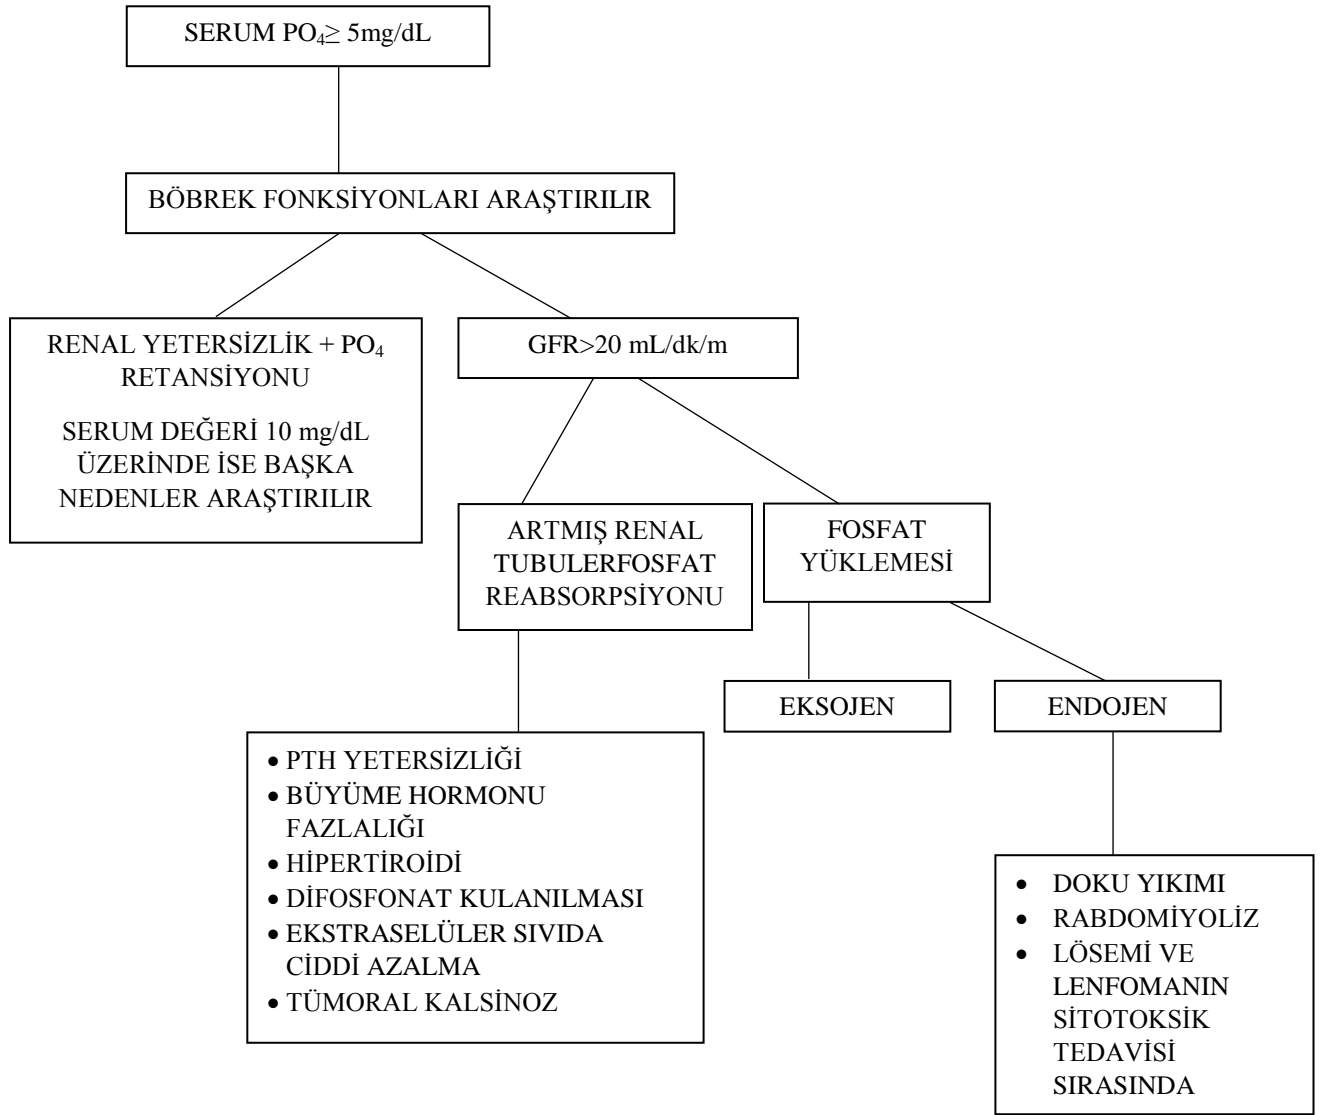 SERUM PO₄≥ 5mg/dL
BÖBREK FONKSİYONLARI ARAŞTIRILIR
RENAL YETERSİZLİK + PO₄
RETANSİYONU
SERUM DEĞERİ 10 mg/dL
ÜZERİNDE İSE BAŞKA
NEDENLER ARAŞTIRILIR
GFR>20 mL/dk/m
ARTMIŞ RENAL
TUBULERFOSFAT
REABSORPSİYONU
FOSFAT
YÜKLEMESİ
EKSOJEN
ENDOJEN
• PTH YETERSİZLİĞİ
• BÜYÜME HORMONU
FAZLALIĞI
• HİPERTİROİDİ
• DİFOSFONAT KULANILMASI
• EKSTRASELÜLER SIVIDA
CİDDİ AZALMA
• TÜMORAL KALSİNOZ
• DOKU YIKIMI
• RABDOMİYOLİZ
• LÖSEMİ VE
LENFOMANIN
SİTOTOKSİK
TEDAVİSİ
SIRASINDA